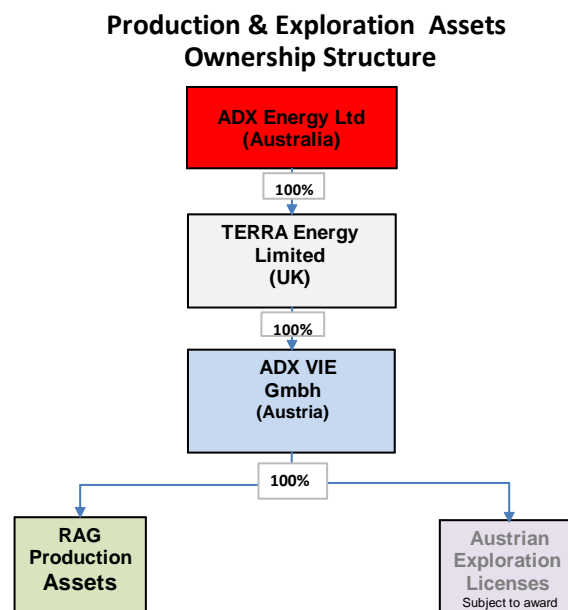 Production & Exploration Assets
Ownership Structure
ADX Energy Ltd
(Australia)
100%
TERRA Energy
Limited
(UK)
100%
ADX VIE
Gmbh
(Austria)
100%
RAG
Production
Assets
Austrian
Exploration
Licenses
Subject to award